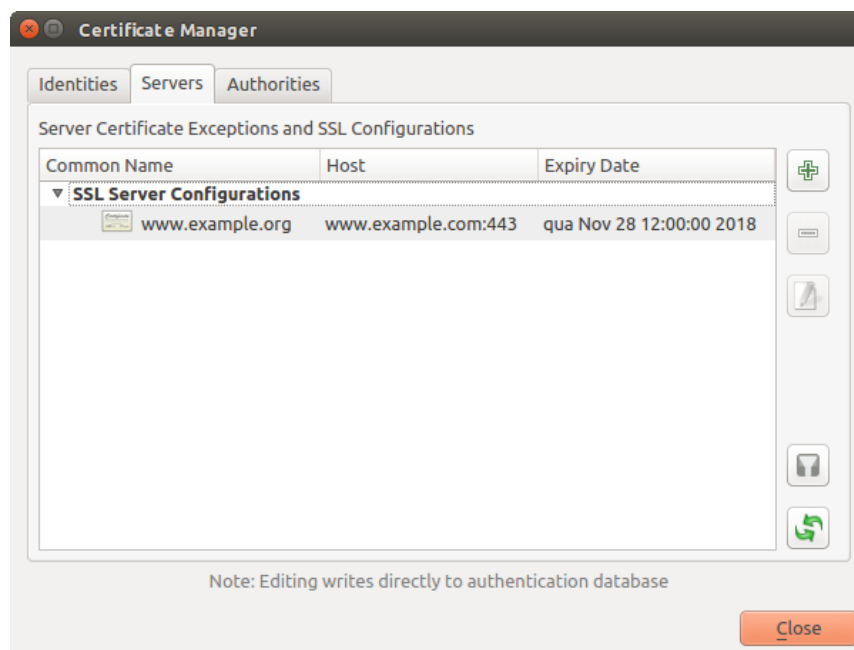 Certificate Manager
Identities Servers Authorities
Server Certificate Exceptions and SSL Configurations
Common Name Host Expiry Date
SSL Server Configurations
www.example.org www.example.com:443 qua Nov 28 12:00:00 2018
Note: Editing writes directly to authentication database
Close